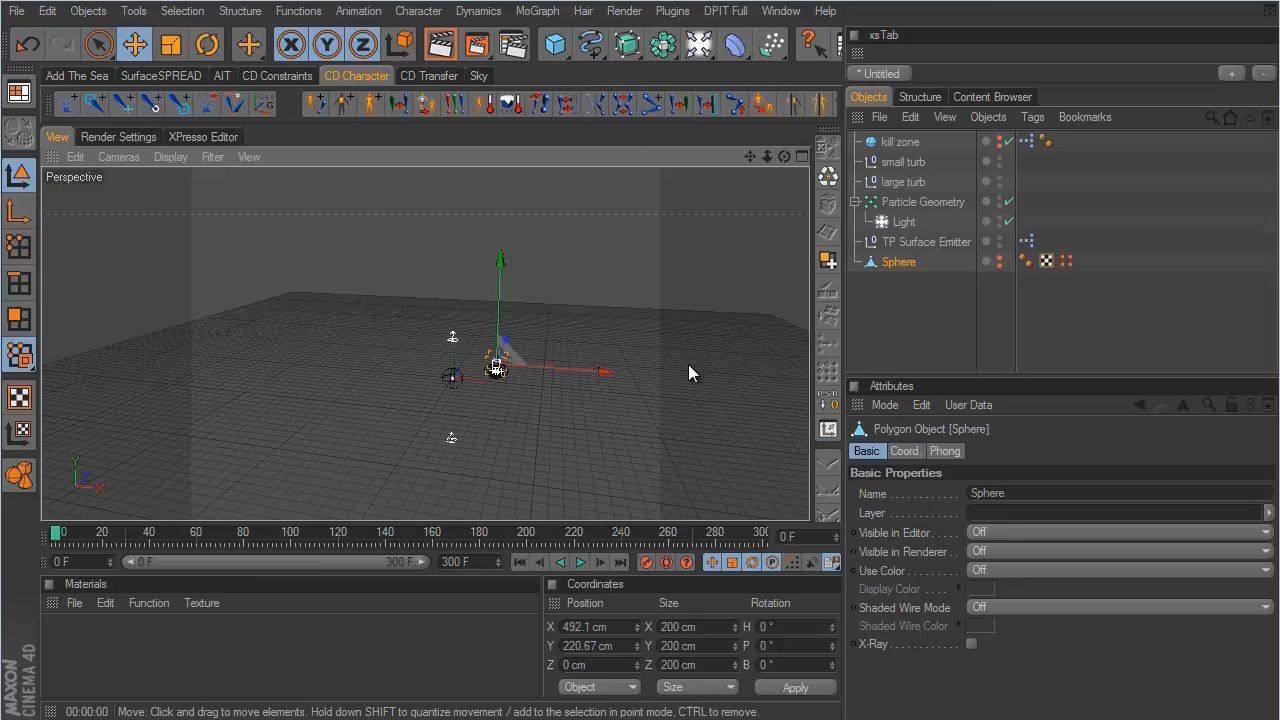 File Edit Objects Tools Selection Structure Functions Animation Character Dynamics MoGraph Hair Render Plugins DPIT Full Window Help
xsTab
Untitled
Add The Sea SurfaceSPREAD AIT CD Constraints CD Character CD Transfer Sky
Objects Structure Content Browser
File Edit View Objects Tags Bookmarks
View Render Settings XPresso Editor
Edit Cameras Display Filter View
Perspective
kill zone
small turb
large turb
Particle Geometry
Light
TP Surface Emitter
Sphere
Attributes
Mode Edit User Data
Polygon Object [Sphere]
Basic Coord. Phong
Basic Properties
Name Sphere
Layer
Visible in Editor Off
Visible in Renderer Off
Use Color Off
Display Color
Shaded Wire Mode Off
Shaded Wire Color
X-Ray
PSR
0
Y
Z
X
0 20 40 60 80 100 120 140 160 180 200 220 240 260 280 300
0 F
0 F 0 F 300 F 300 F
Materials
File Edit Function Texture
Coordinates
Position Size Rotation
X 492.1 cm X 200 cm H 0 °
Y 220.67 cm Y 200 cm P 0 °
Z 0 cm Z 200 cm B 0 °
Object Size Apply
MAXON
CINEMA 4D
00:00:00 Move: Click and drag to move elements. Hold down SHIFT to quantize movement / add to the selection in point mode, CTRL to remove.